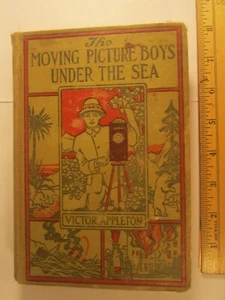 The
MOVING PICTURE BOYS
UNDER THE SEA
VICTOR APPLETON